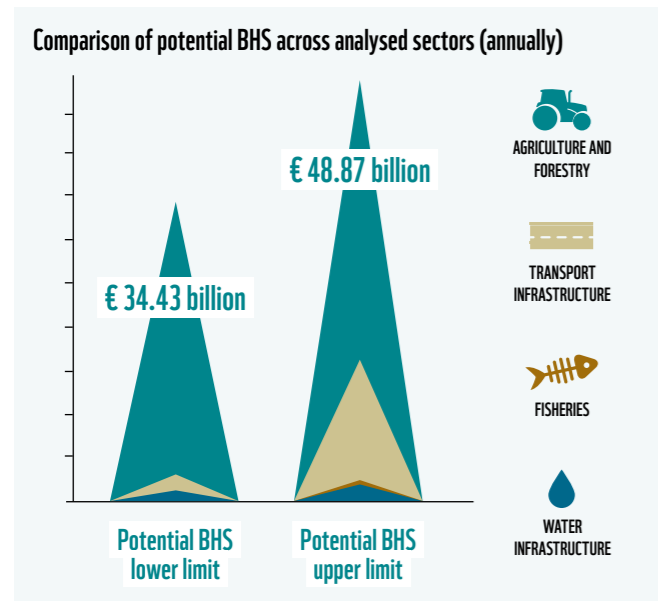 Comparison of potential BHS across analysed sectors (annually)
€ 34.43 billion
€ 48.87 billion
Potential BHS
lower limit
Potential BHS
upper limit
AGRICULTURE AND
FORESTRY
TRANSPORT
INFRASTRUCTURE
FISHERIES
WATER
INFRASTRUCTURE